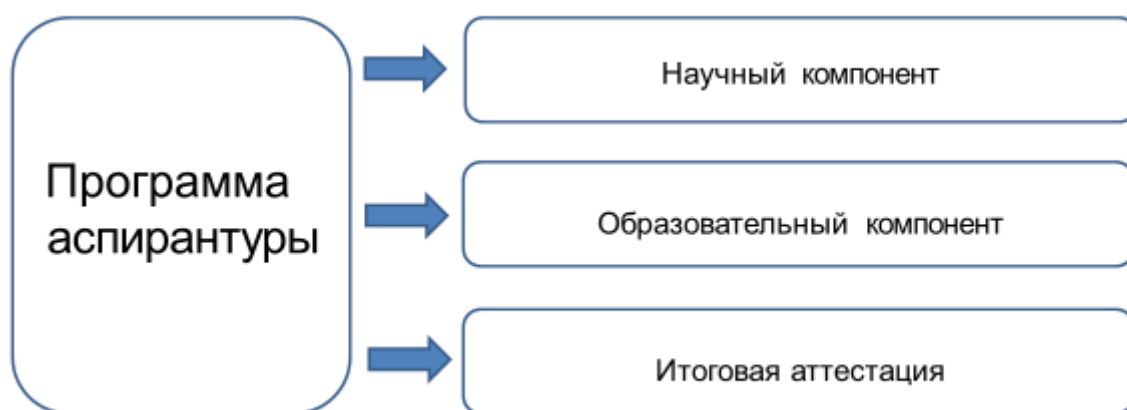 Программа
аспирантуры
Научный компонент
Образовательный компонент
Итоговая аттестация